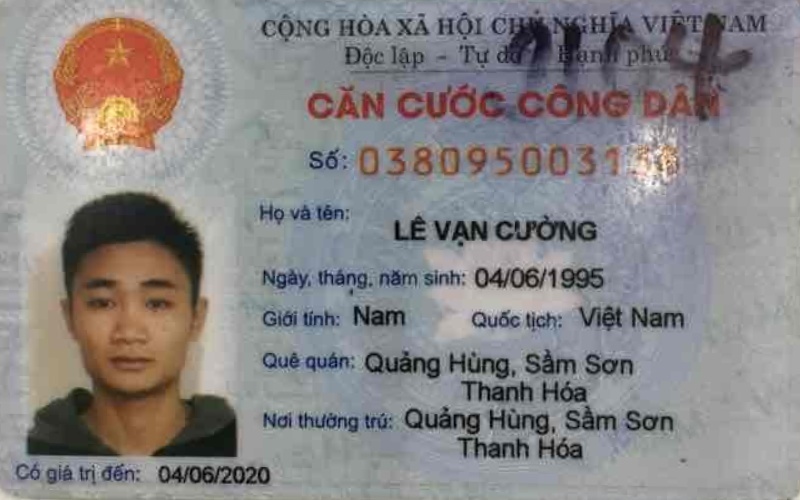 CỘNG HÒA XÃ HỘI CHỦ NGHĨA VIỆT NAM
Độc lập - Tự do Hạnh phúc
CĂN CƯỚC CÔNG DÂN
Số:
Họ và tên:
LÊ VẠN CƯỜNG
Ngày, tháng, năm sinh: 04/06/1995
Giới tính: Nam Quốc tịch: Việt Nam
Quê quán: Quảng Hùng, Sầm Sơn
Thanh Hóa
Nơi thường trú: Quảng Hùng, Sầm Sơn
Thanh Hóa
Có giá trị đến: 04/06/2020